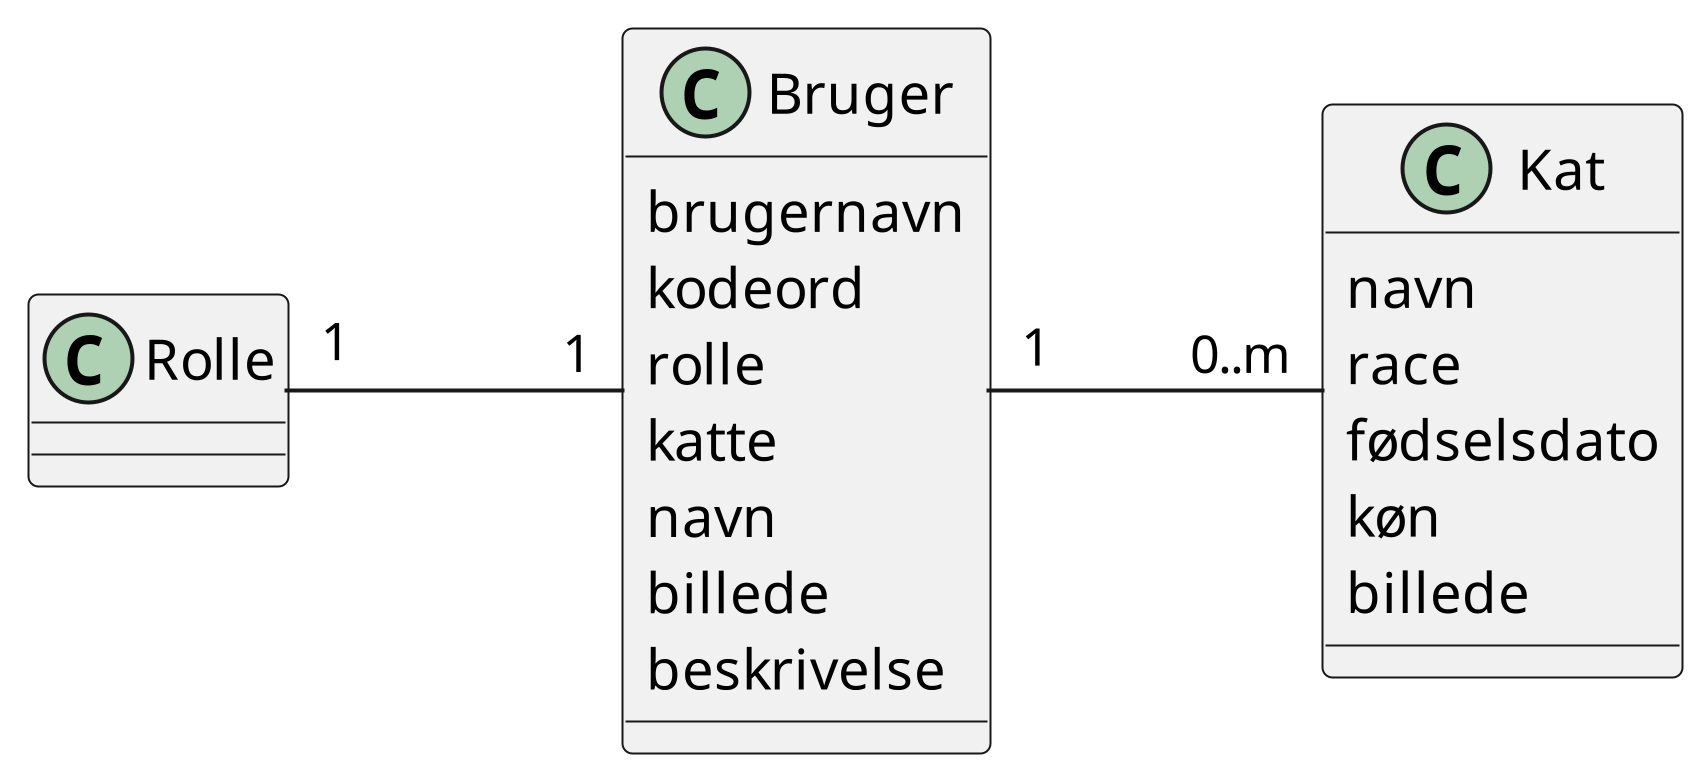 C Rolle
1
1
C Bruger
brugernavn
kodeord
rolle
katte
navn
billede
beskrivelse
1
0..m
C Kat
navn
race
fødselsdato
køn
billede